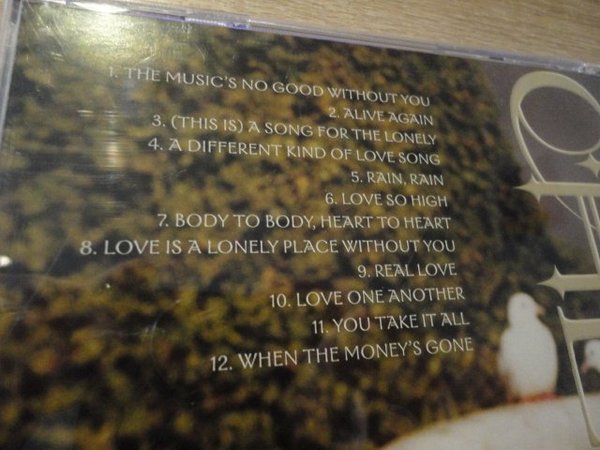 1. THE MUSIC'S NO GOOD WITHOUT YOU
2. ALIVE AGAIN
3. (THIS IS) A SONG FOR THE LONELY
4. A DIFFERENT KIND OF LOVE SONG
5. RAIN, RAIN
6. LOVE SO HIGH
7. BODY TO BODY, HEART TO HEART
8. LOVE IS A LONELY PLACE WITHOUT YOU
9. REAL LOVE
10. LOVE ONE ANOTHER
11. YOU TAKE IT ALL
12. WHEN THE MONEY'S GONE